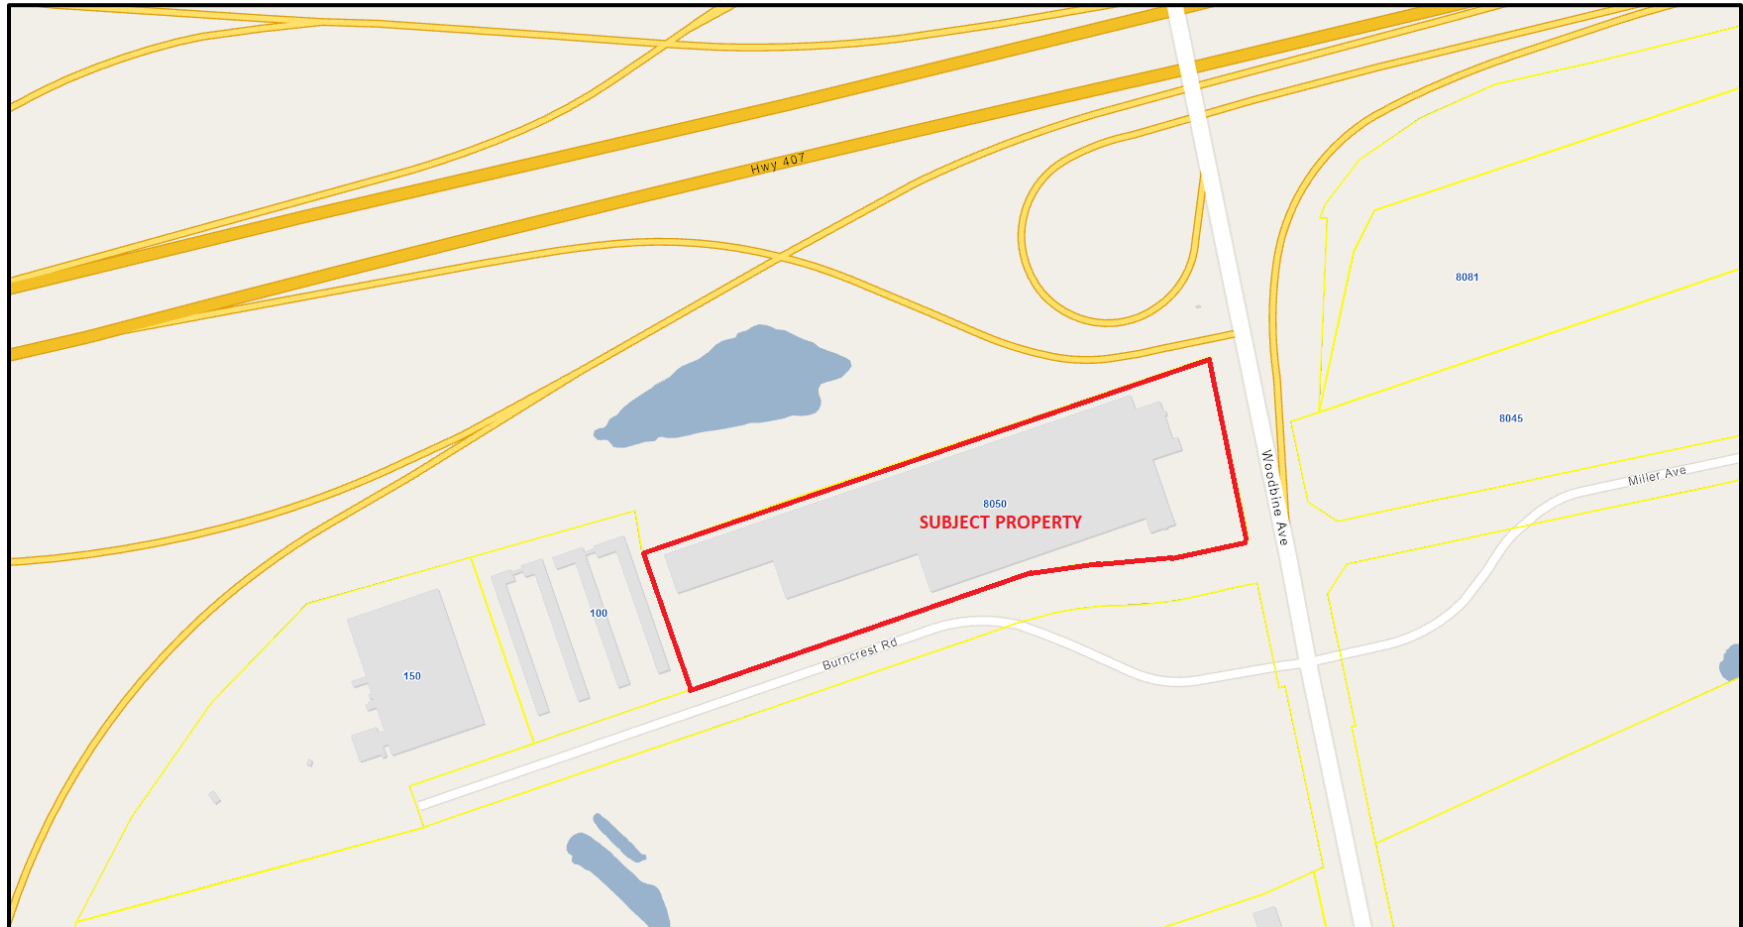 Hwy 407
8081
8045
Miller Ave
Woodbine Ave
8050
SUBJECT PROPERTY
100
Burncrest Rd
150